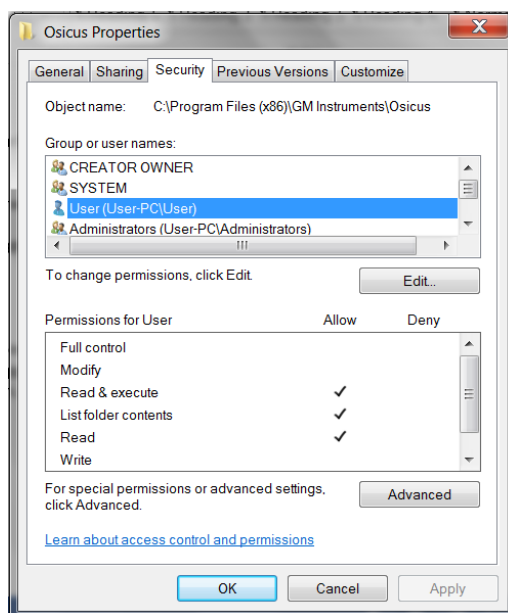 Osicus Properties
General Sharing Security Previous Versions Customize
Object name: C:\Program Files (x86)\GM Instruments\Osicus
Group or user names:
CREATOR OWNER
SYSTEM
User (User-PC\User)
Administrators (User-PC\Administrators)
To change permissions, click Edit.
Edit...
Permissions for User Allow Deny
Full control
Modify
Read & execute
List folder contents
Read
Write
For special permissions or advanced settings,
click Advanced.
Advanced
Learn about access control and permissions
OK Cancel Apply